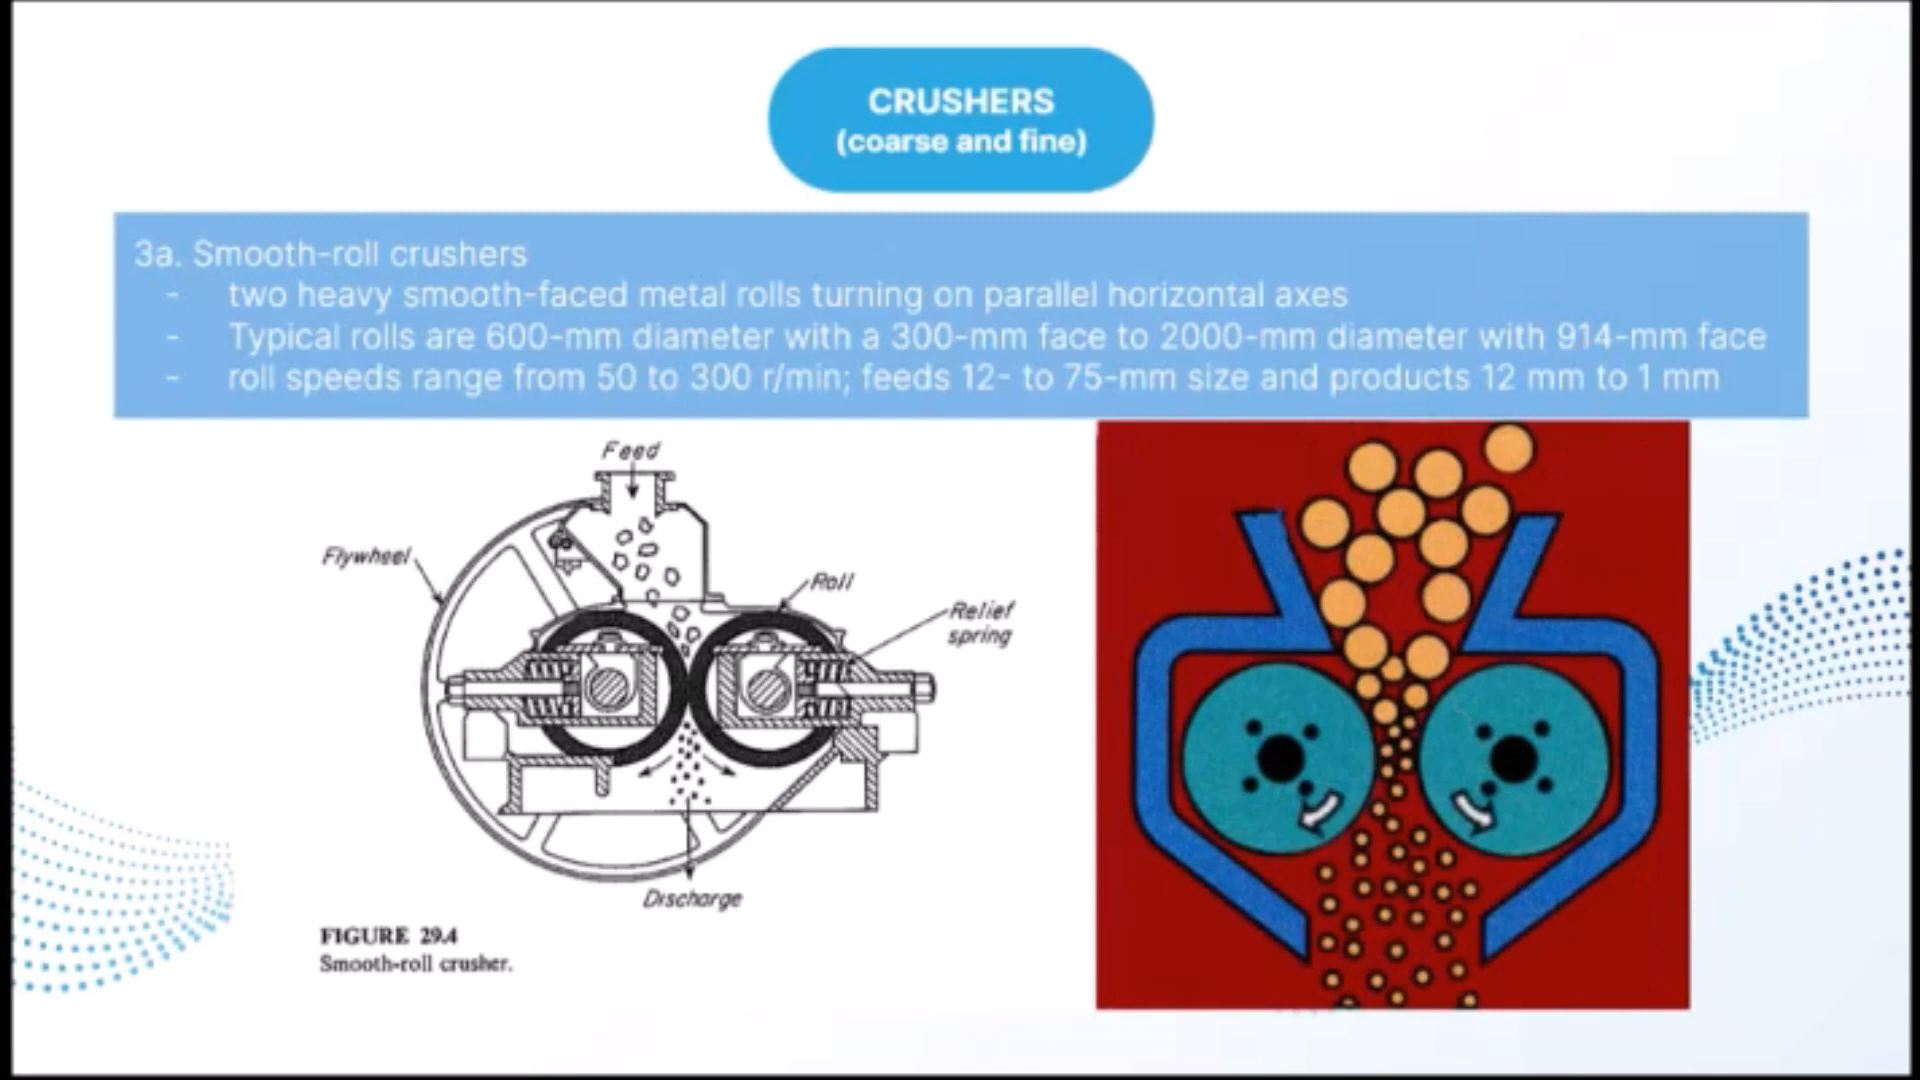 CRUSHERS
(coarse and fine)
3a. Smooth-roll crushers
- two heavy smooth-faced metal rolls turning on parallel horizontal axes
- Typical rolls are 600-mm diameter with a 300-mm face to 2000-mm diameter with 914-mm face
- roll speeds range from 50 to 300 r/min; feeds 12- to 75-mm size and products 12 mm to 1 mm
Feed
Flywheel
Roll
Relief
spring
Discharge
FIGURE 29.4
Smooth-roll crusher.